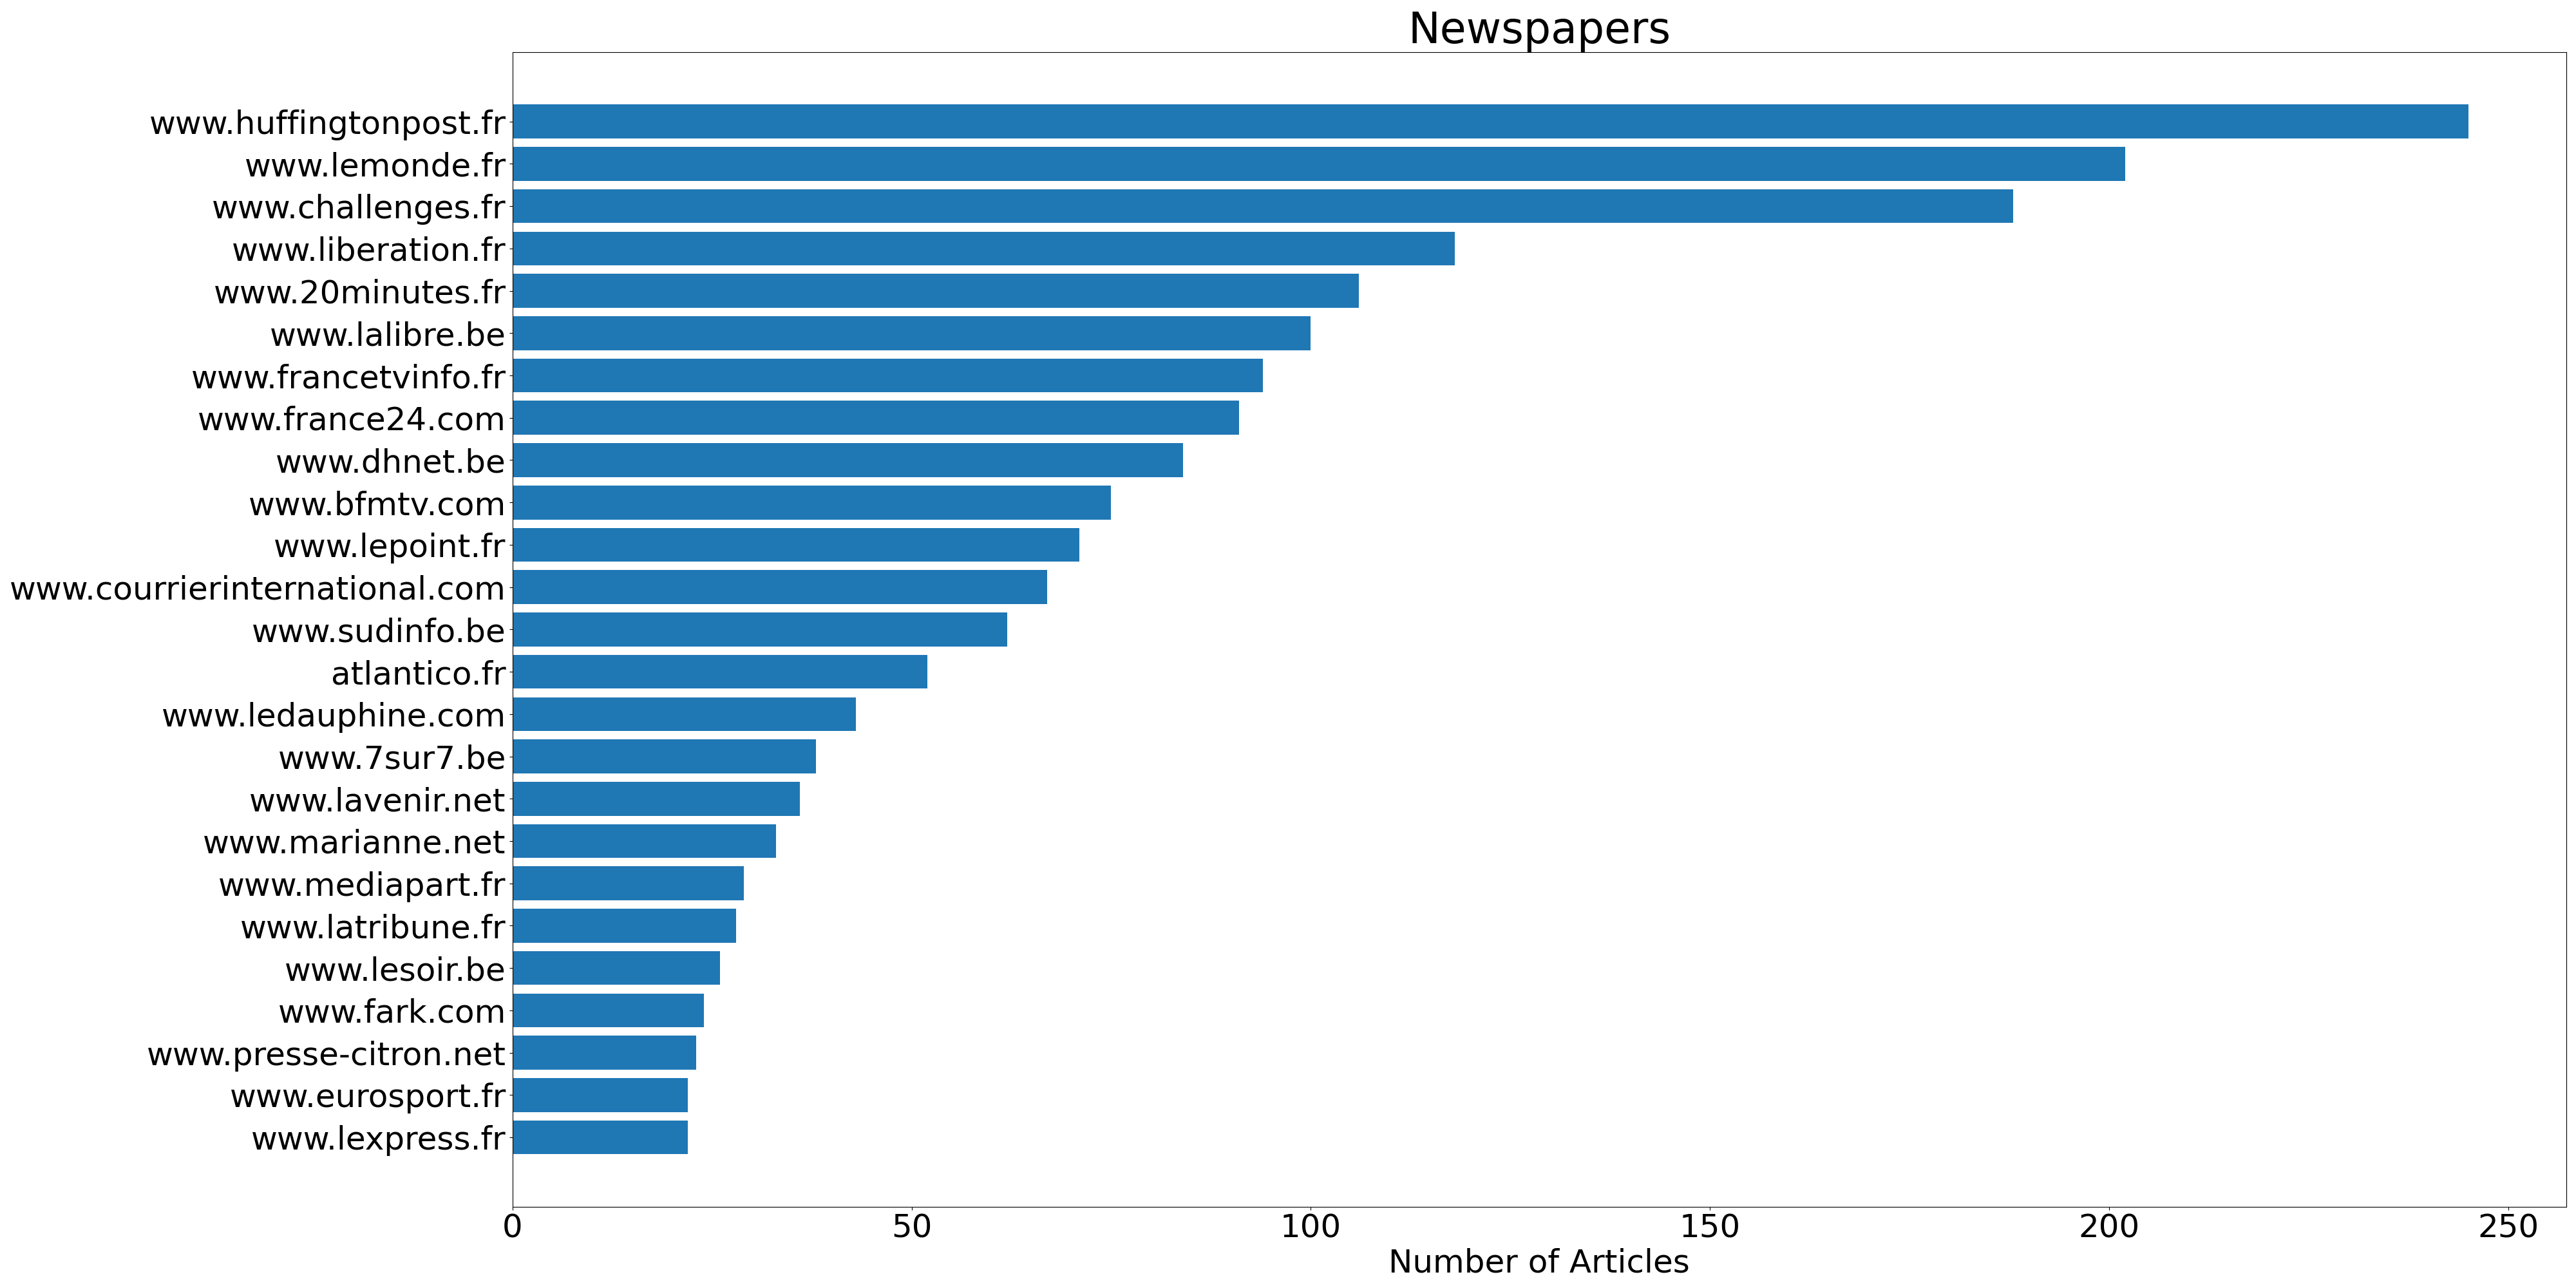 Newspapers
www.huffingtonpost.fr
www.lemonde.fr
www.challenges.fr
www.liberation.fr
www.20minutes.fr
www.lalibre.be
www.francetvinfo.fr
www.france24.com
www.dhnet.be
www.bfmtv.com
www.lepoint.fr
www.courrierinternational.com
www.sudinfo.be
atlantico.fr
www.ledauphine.com
www.7sur7.be
www.lavenir.net
www.marianne.net
www.mediapart.fr
www.latribune.fr
www.lesoir.be
www.fark.com
www.presse-citron.net
www.eurosport.fr
www.lexpress.fr
0 50 100 150 200 250
Number of Articles